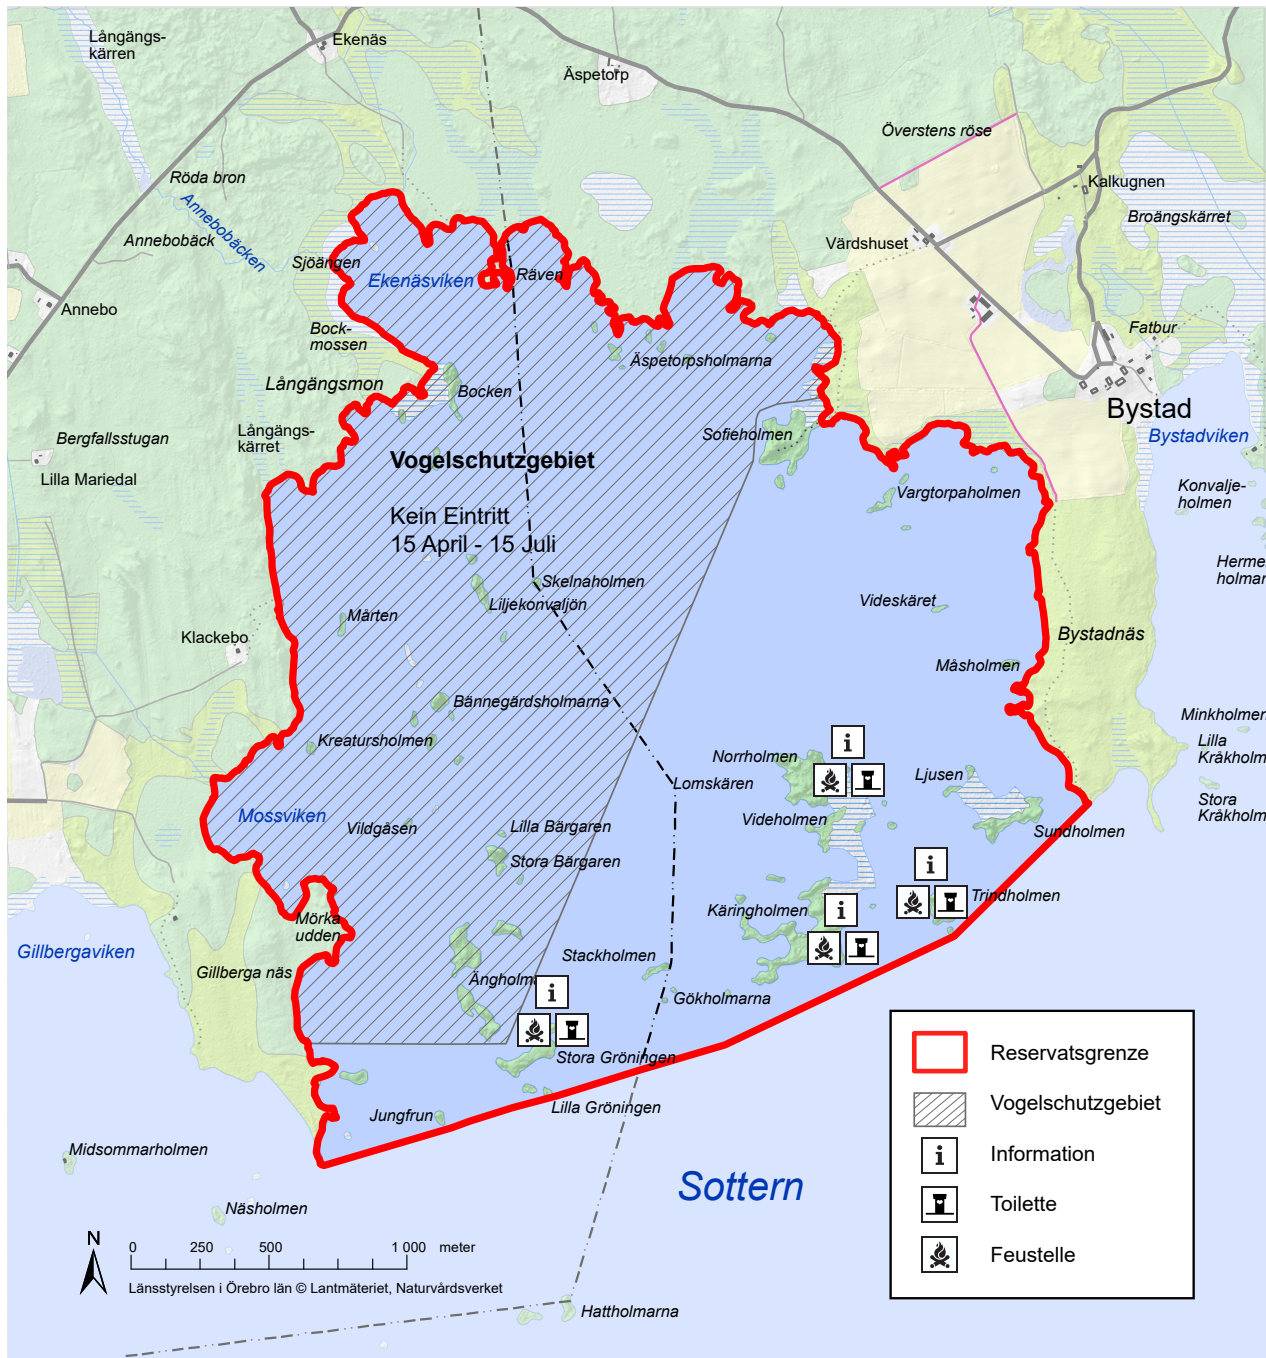 Långängs-
kärren
Ekenäs
Äspetorp
Överstens röse
Röda bron
Kalkugnen
Annebobäcken
Broängskärret
Annebobäck
Värdshuset
Sjöängen
Ekenäsviken
Räven
Annebo
Bock-
mossen
Fatbur
Äspetorpsholmarna
Långängsmon
Bocken
Bystad
Långängs-
kärret
Sofieholmen
Bystadviken
Bergfallsstugan
Vogelschutzgebiet
Lilla Mariedal
Vargtorpaholmen
Konvalje-
holmen
Kein Eintritt
15 April - 15 Juli
Herme
holmar
Skelnaholmen
Liljekonvaljön
Videskäret
Mårten
Klackebo
Bystadnäs
Måsholmen
Bännegärdsholmarna
Minkholmen
Kreatursholmen
Lilla
Kråkholm
Norrholmen
Ljusen
Lomskären
Stora
Kråkholm
Mossviken
Vildgåsen
Lilla Bärgaren
Videholmen
Sundholmen
Stora Bärgaren
Trindholmen
Käringholmen
Mörka
udden
Gillbergaviken
Stackholmen
Gillberga näs
Ängholm
Gökholmarna
Stora Gröningen
Lilla Gröningen
Jungfrun
Midsommarholmen
Sottern
Näsholmen
Reservatsgrenze
Vogelschutzgebiet
Information
Toilette
Feustelle
N
0 250 500 1 000 meter
Länsstyrelsen i Örebro län © Lantmäteriet, Naturvårdsverket
Hattholmarna